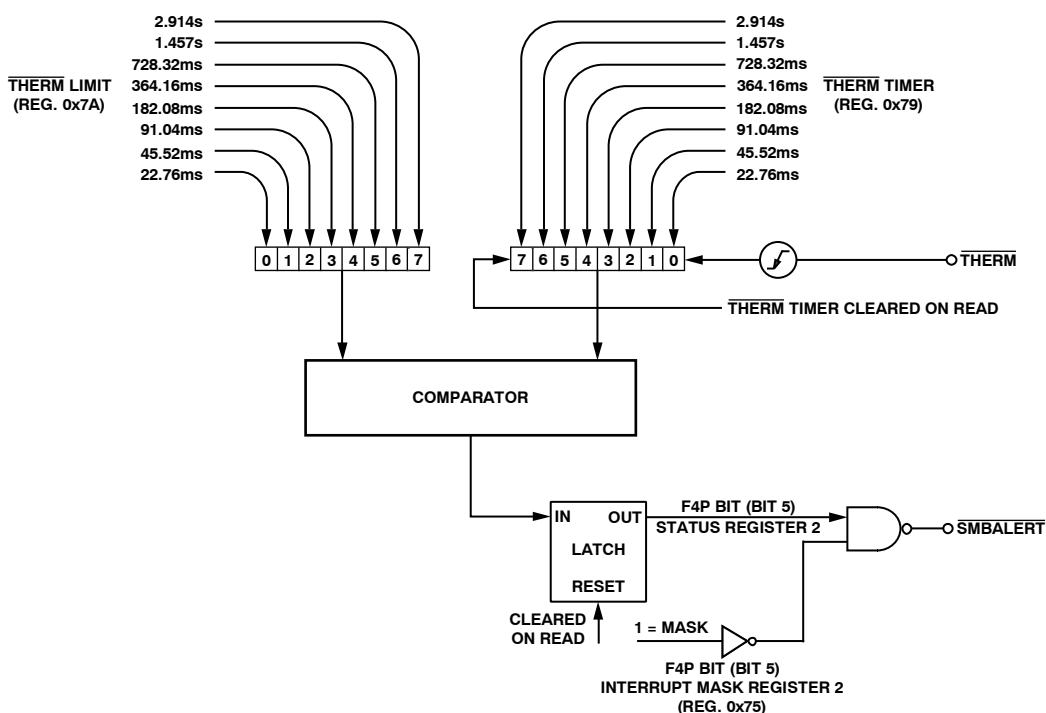 2.914s
1.457s
728.32ms
364.16ms
182.08ms
91.04ms
45.52ms
22.76ms
THERM LIMIT
(REG. 0x7A)
2.914s
1.457s
728.32ms
364.16ms
182.08ms
91.04ms
45.52ms
22.76ms
THERM TIMER
(REG. 0x79)
0 1 2 3 4 5 6 7
7 6 5 4 3 2 1 0
THERM
THERM TIMER CLEARED ON READ
COMPARATOR
IN OUT
LATCH
RESET
F4P BIT (BIT 5)
STATUS REGISTER 2
SMBALERT
CLEARED
ON READ
1 = MASK
F4P BIT (BIT 5)
INTERRUPT MASK REGISTER 2
(REG. 0x75)